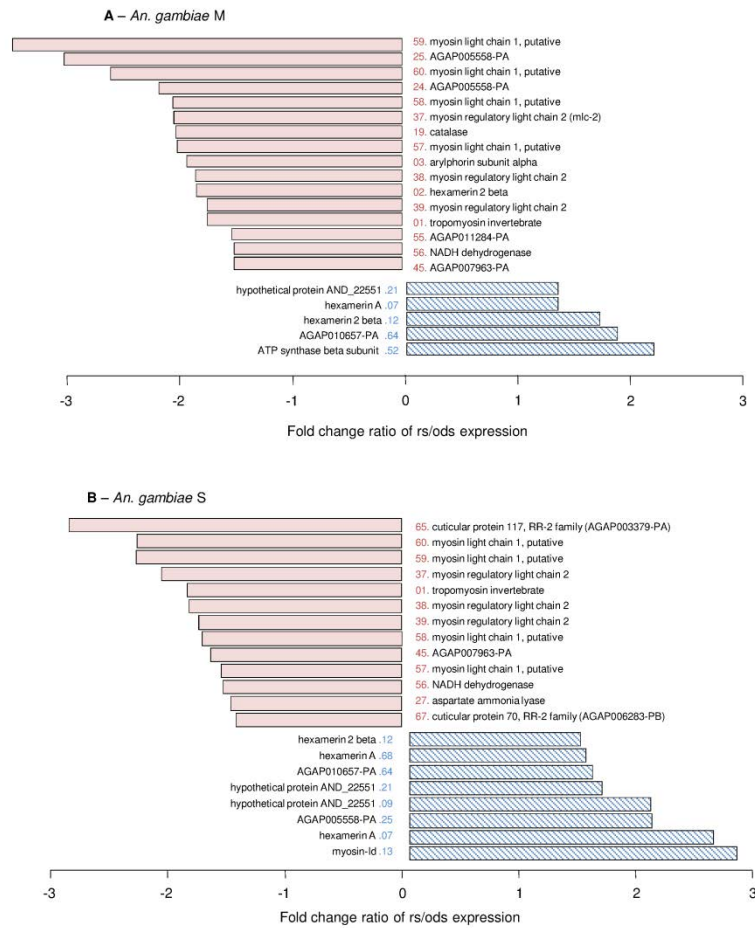 A – An. gambiae M
59. myosin light chain 1, putative
25. AGAP005558-PA
60. myosin light chain 1, putative
24. AGAP005558-PA
58. myosin light chain 1, putative
37. myosin regulatory light chain 2 (mlc-2)
19. catalase
57. myosin light chain 1, putative
03. arylphorin subunit alpha
38. myosin regulatory light chain 2
02. hexamerin 2 beta
39. myosin regulatory light chain 2
01. tropomyosin invertebrate
55. AGAP011284-PA
56. NADH dehydrogenase
45. AGAP007963-PA
hypothetical protein AND_22551 .21
hexamerin A .07
hexamerin 2 beta .12
AGAP010657-PA .64
ATP synthase beta subunit .52
-3 -2 -1 0 1 2 3
Fold change ratio of rs/ods expression
B – An. gambiae S
65. cuticular protein 117, RR-2 family (AGAP003379-PA)
60. myosin light chain 1, putative
59. myosin light chain 1, putative
37. myosin regulatory light chain 2
01. tropomyosin invertebrate
38. myosin regulatory light chain 2
39. myosin regulatory light chain 2
58. myosin light chain 1, putative
45. AGAP007963-PA
57. myosin light chain 1, putative
56. NADH dehydrogenase
27. aspartate ammonia lyase
67. cuticular protein 70, RR-2 family (AGAP006283-PB)
hexamerin 2 beta .12
hexamerin A .68
AGAP010657-PA .64
hypothetical protein AND_22551 .21
hypothetical protein AND_22551 .09
AGAP005558-PA .25
hexamerin A .07
myosin-Id .13
-3 -2 -1 0 1 2 3
Fold change ratio of rs/ods expression